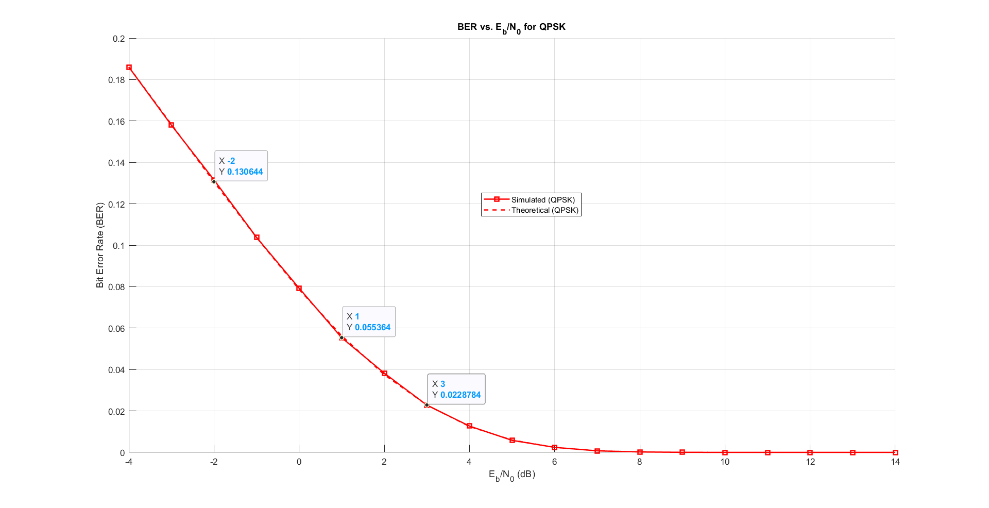 BER vs. Eb/N0 for QPSK
0.2
0.18
0.16
0.14
0.12
0.1
0.08
0.06
0.04
0.02
0
Bit Error Rate (BER)
X -2
Y 0.130644
X 1
Y 0.055364
X 3
Y 0.0228784
Simulated (QPSK)
Theoretical (QPSK)
-4 -2 0 2 4 6 8 10 12 14
Eb/N0 (dB)